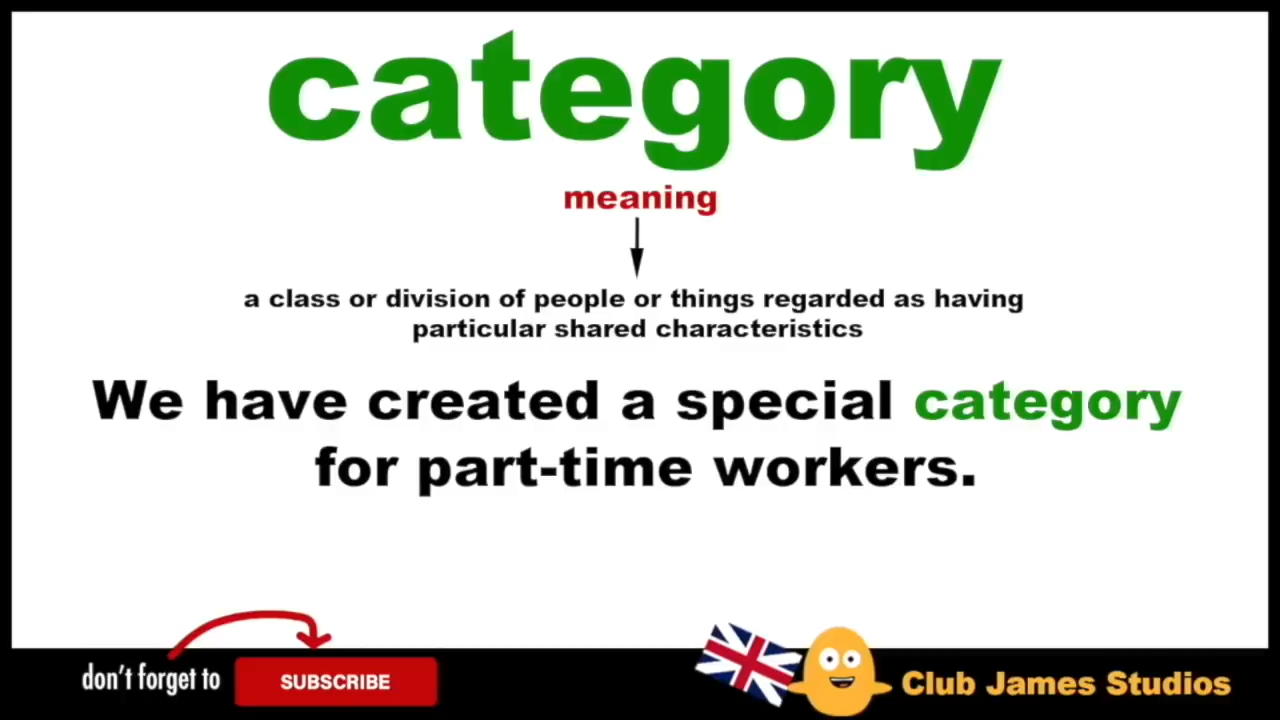 category
meaning
a class or division of people or things regarded as having
particular shared characteristics
We have created a special category
for part-time workers.
don't forget to
SUBSCRIBE
Club James Studios